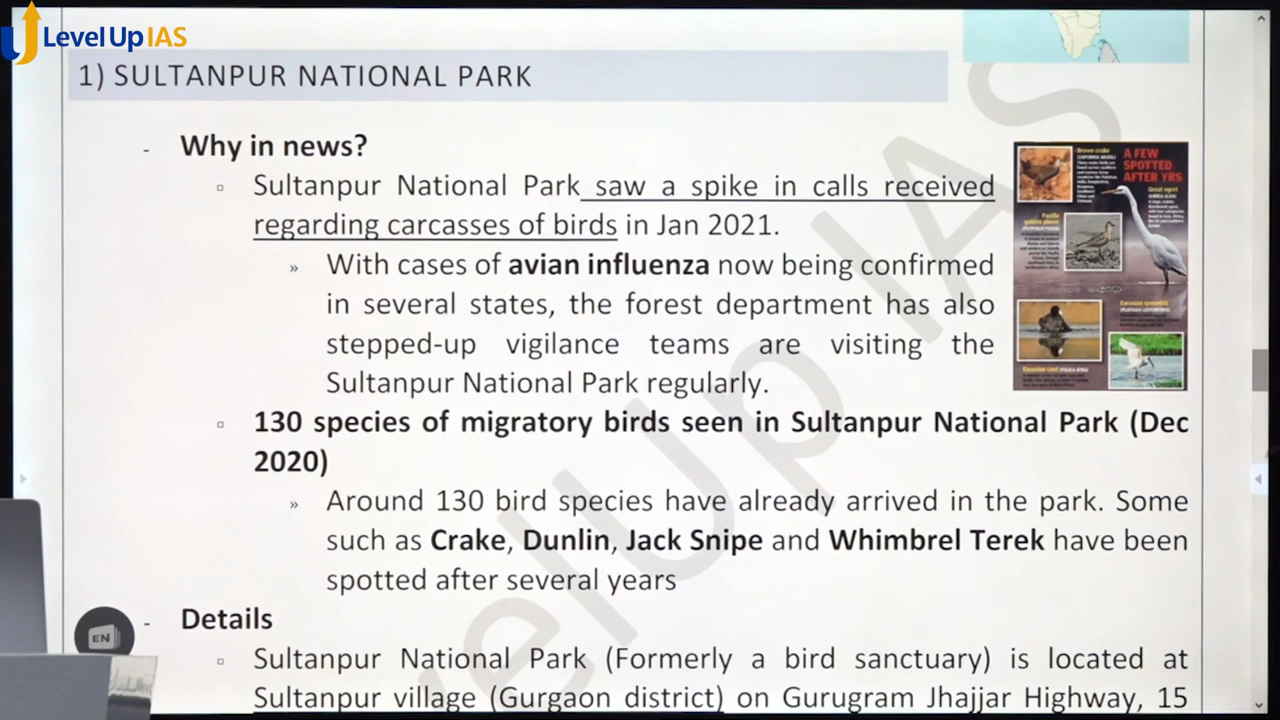 LevelUp IAS
1) SULTANPUR NATIONAL PARK
- Why in news?
Sultanpur National Park saw a spike in calls received
regarding carcasses of birds in Jan 2021.
» With cases of avian influenza now being confirmed
in several states, the forest department has also
stepped-up vigilance teams are visiting the
Sultanpur National Park regularly.
Brown crake
A FEW
SPOTTED
AFTER YRS
Great egret
Pacific
golden plover
Eurasian spoonbill
Eurasian coot
130 species of migratory birds seen in Sultanpur National Park (Dec
2020)
» Around 130 bird species have already arrived in the park. Some
such as Crake, Dunlin, Jack Snipe and Whimbrel Terek have been
spotted after several years
EN
- Details
Sultanpur National Park (Formerly a bird sanctuary) is located at
Sultanpur village (Gurgaon district) on Gurugram Jhajjar Highway, 15